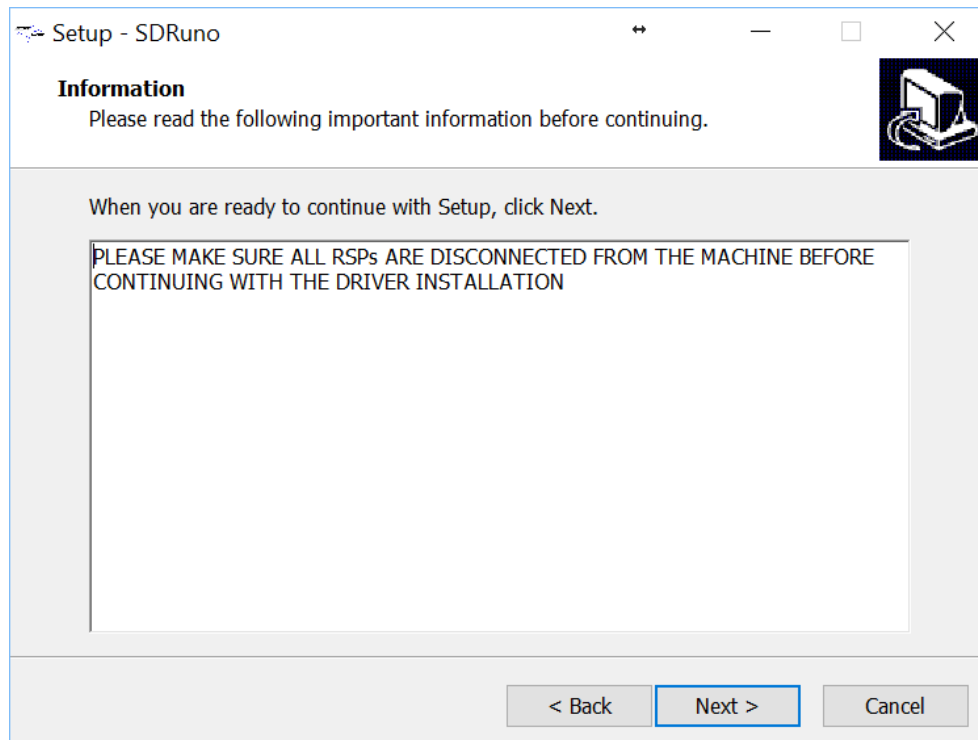 Setup - SDRuno
Information
Please read the following important information before continuing.
When you are ready to continue with Setup, click Next.
PLEASE MAKE SURE ALL RSPs ARE DISCONNECTED FROM THE MACHINE BEFORE
CONTINUING WITH THE DRIVER INSTALLATION
< Back
Next >
Cancel